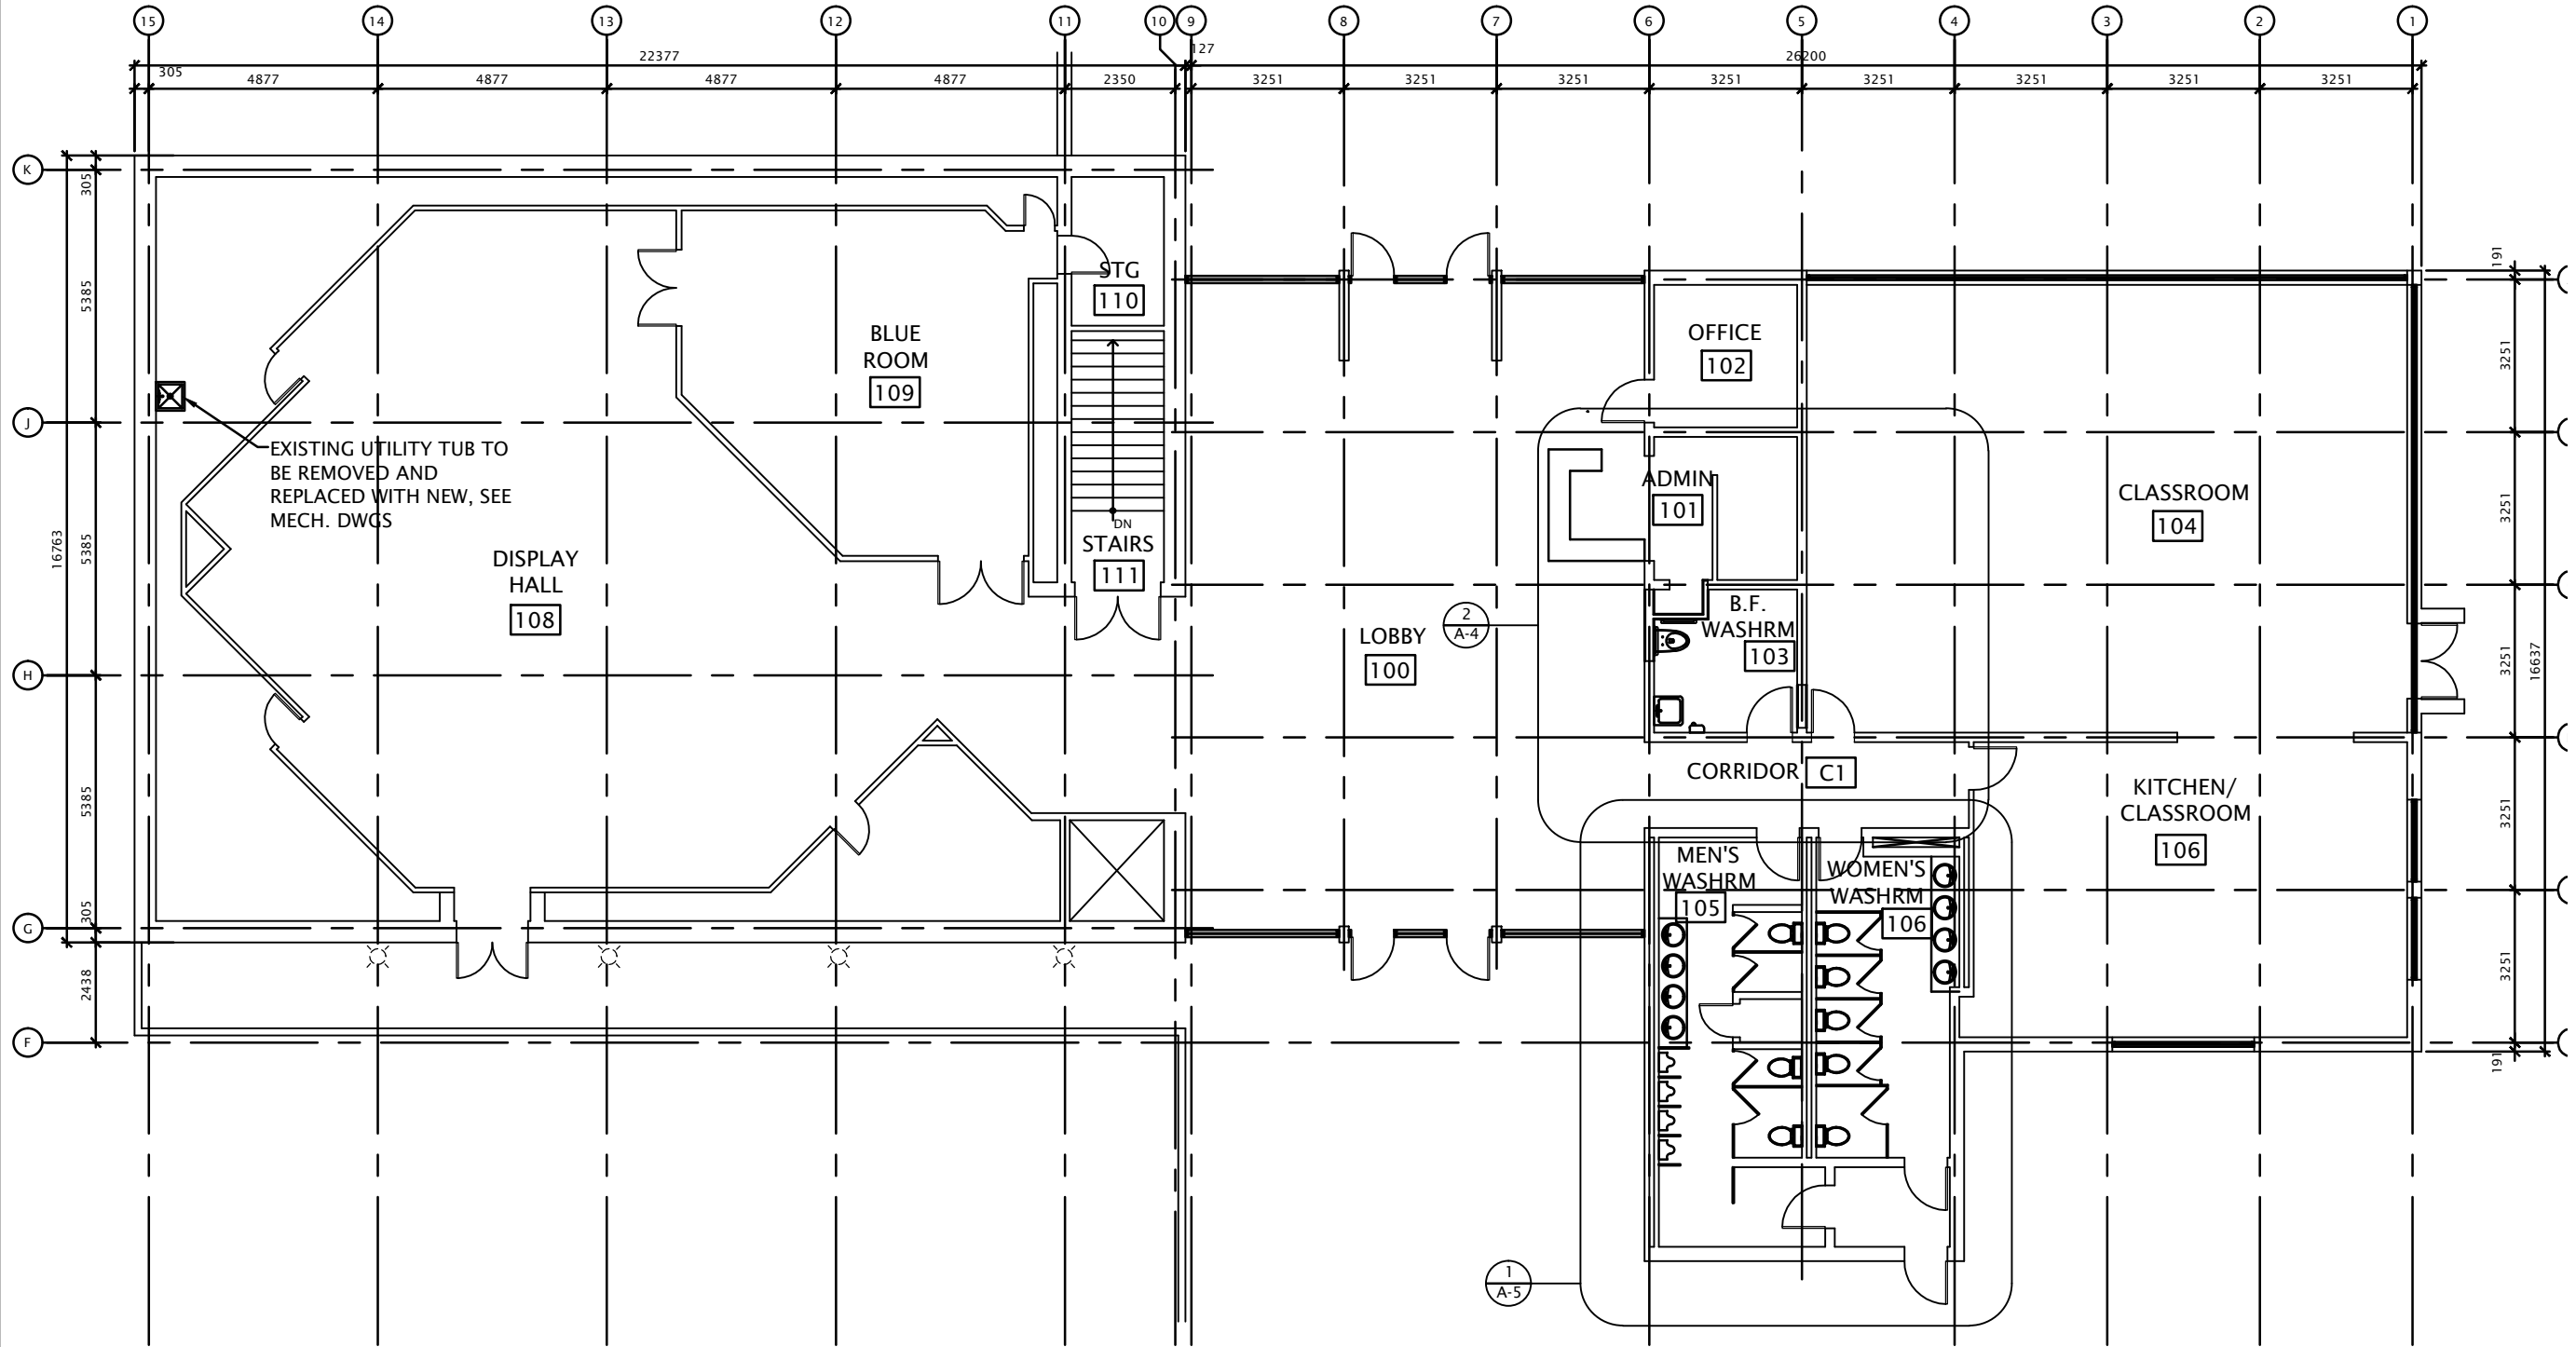 15 14 13 12 11 10 9 8 7 6 5 4 3 2 1
22377 127 26200
305 4877 4877 4877 4877 2350 3251 3251 3251 3251 3251 3251 3251 3251
K
J
H
G
F
305
5385
5385
16763
5385
305
2438
191
3251
3251
3251
16637
3251
3251
191
STG
110
BLUE
ROOM
109
OFFICE
102
EXISTING UTILITY TUB TO
BE REMOVED AND
REPLACED WITH NEW, SEE
MECH. DWGS
ADMIN
101
CLASSROOM
104
DN
STAIRS
111
DISPLAY
HALL
108
B.F.
WASHRM
103
2
A-4
LOBBY
100
CORRIDOR C1
KITCHEN/
CLASSROOM
106
MEN'S
WASHRM
105
WOMEN'S
WASHRM
106
1
A-5